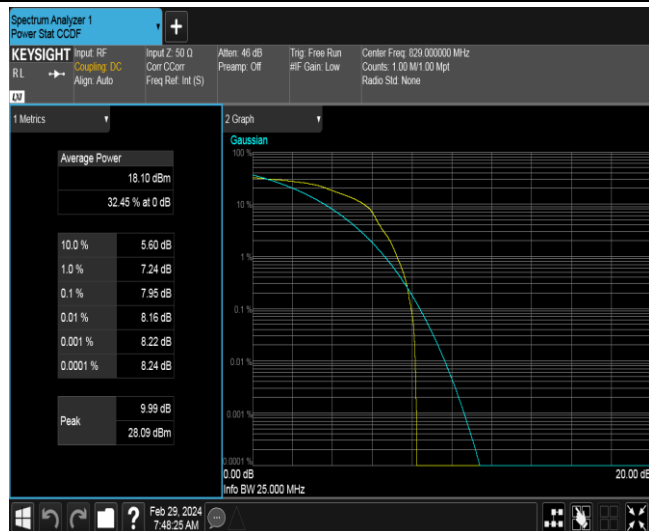 Spectrum Analyzer 1
Power Stat CCDF
+
KEYSIGHT
RL
Input: RF
Coupling: DC
Align: Auto
Input Z: 50 Ω
Corr CCorr
Freq Ref: Int (S)
Atten: 46 dB
Preamp: Off
Trig: Free Run
#IF Gain: Low
Center Freq: 829.000000 MHz
Counts: 1.00 M/1.00 Mpt
Radio Std: None
1 Metrics
Average Power
18.10 dBm
32.45 % at 0 dB
10.0 % 5.60 dB
1.0 % 7.24 dB
0.1 % 7.95 dB
0.01 % 8.16 dB
0.001 % 8.22 dB
0.0001 % 8.24 dB
Peak
9.99 dB
28.09 dBm
2 Graph
Gaussian
100 %
10 %
1 %
0.1 %
0.01 %
0.001 %
0.0001 %
0.00 dB 20.00 dB
Info BW 25.000 MHz
?
Feb 29, 2024
7:48:25 AM